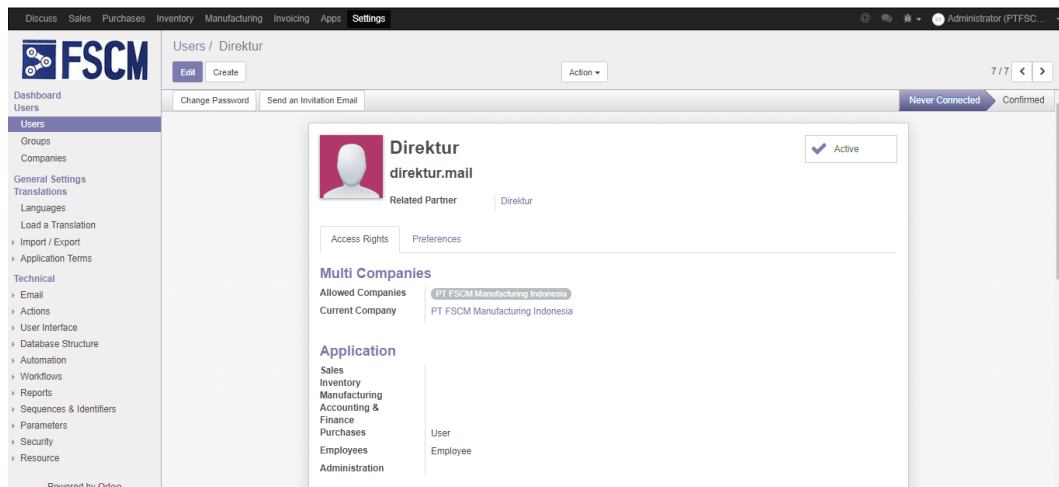 Discuss Sales Purchases Inventory Manufacturing Invoicing Apps Settings Administrator (PTFSC...
FSCM
Users / Direktur
Edit Create Action 7 / 7
Dashboard
Users
Users
Groups
Companies
General Settings
Translations
Languages
Load a Translation
Import / Export
Application Terms
Technical
Email
Actions
User Interface
Database Structure
Automation
Workflows
Reports
Sequences & Identifiers
Parameters
Security
Resource
Powered by Odoo
Change Password Send an Invitation Email Never Connected Confirmed
Direktur
Active
direktur.mail
Related Partner Direktur
Access Rights Preferences
Multi Companies
Allowed Companies PT FSCM Manufacturing Indonesia
Current Company PT FSCM Manufacturing Indonesia
Application
Sales
Inventory
Manufacturing
Accounting &
Finance
Purchases User
Employees Employee
Administration